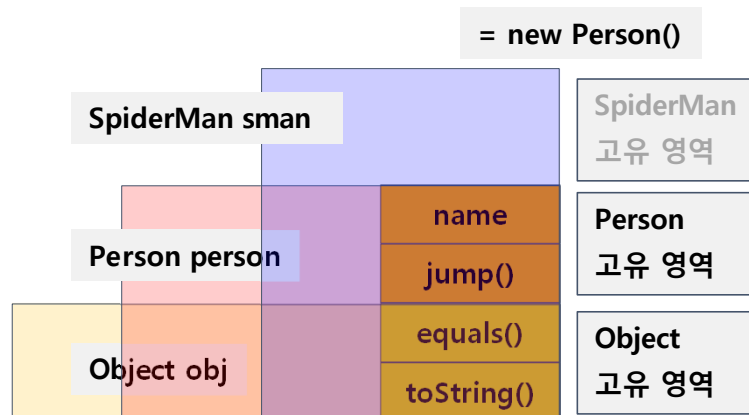 = new Person()
SpiderMan sman
SpiderMan
고유 영역
name
Person person
Person
고유 영역
jump()
equals()
Object obj
Object
고유 영역
toString()